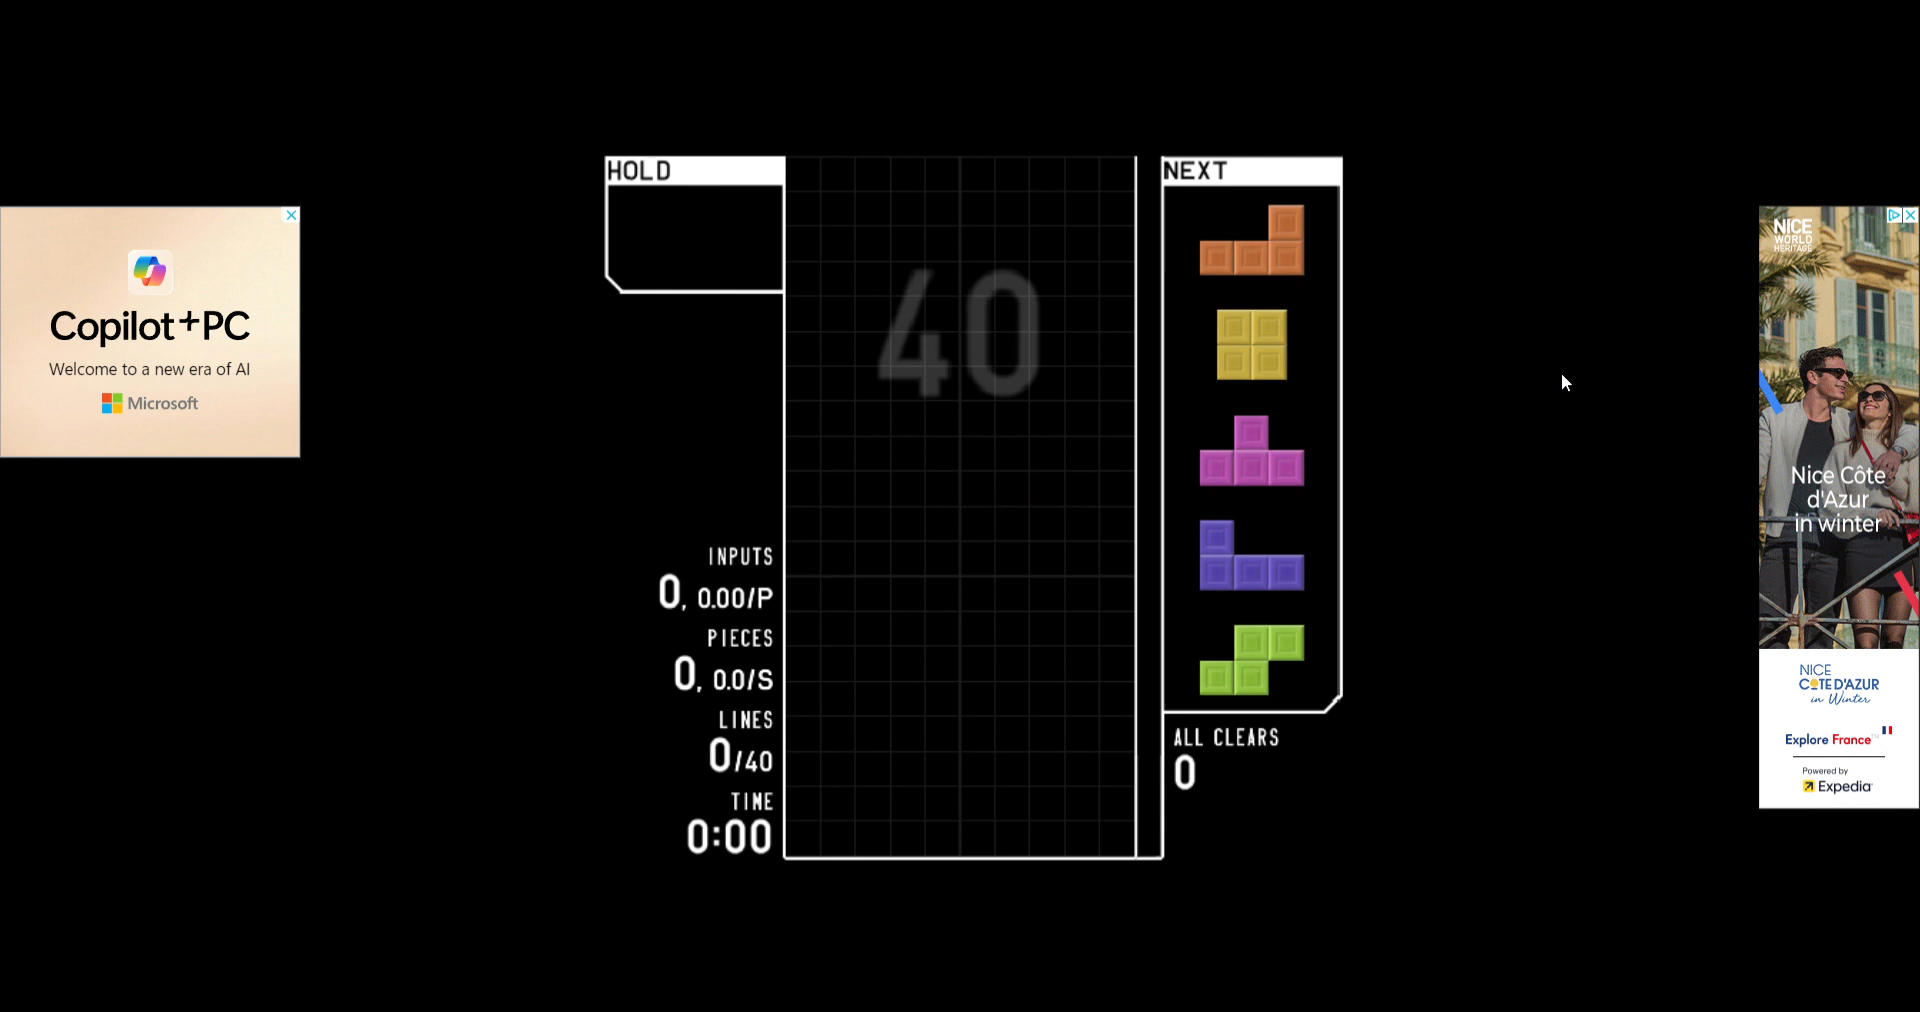 HOLD
NEXT
40
INPUTS
0, 0.00/P
PIECES
0, 0.0/S
LINES
0/40
TIME
0:00
ALL CLEARS
0
Copilot+PC
Welcome to a new era of AI
Microsoft
NICE
WORLD
HERITAGE
Nice Côte
d'Azur
in winter
NICE
CÔTE D'AZUR
in Winter
Explore France
Powered by
Expedia